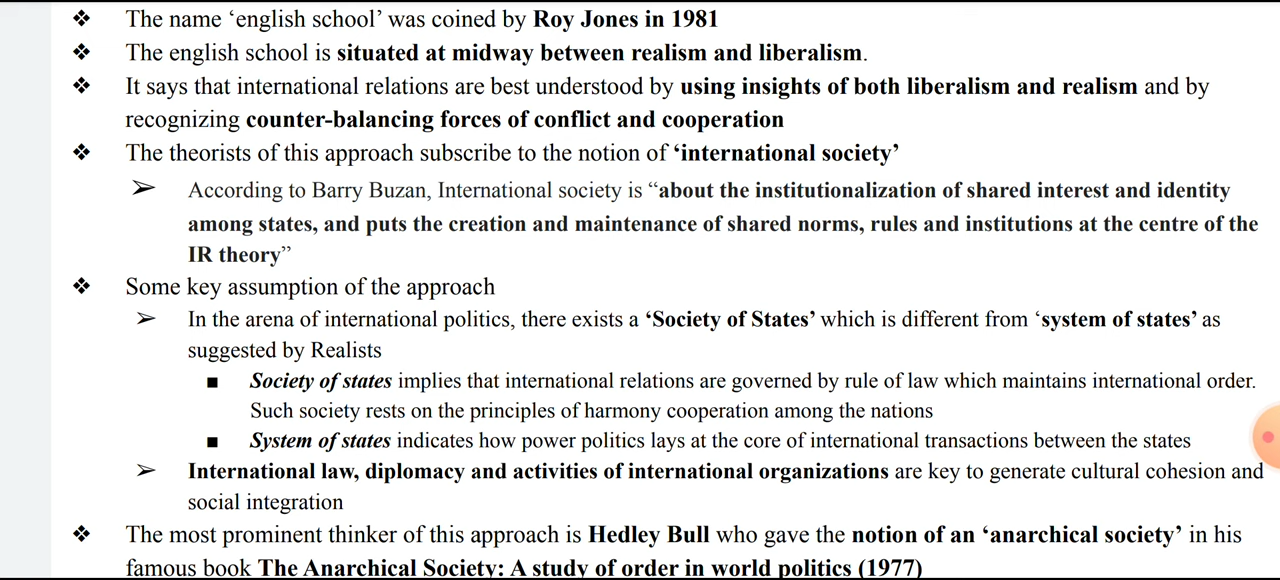 ❖ The name ‘english school’ was coined by Roy Jones in 1981
❖ The english school is situated at midway between realism and liberalism.
❖ It says that international relations are best understood by using insights of both liberalism and realism and by
recognizing counter-balancing forces of conflict and cooperation
❖ The theorists of this approach subscribe to the notion of ‘international society’
➢ According to Barry Buzan, International society is “about the institutionalization of shared interest and identity
among states, and puts the creation and maintenance of shared norms, rules and institutions at the centre of the
IR theory”
❖ Some key assumption of the approach
➢ In the arena of international politics, there exists a ‘Society of States’ which is different from ‘system of states’ as
suggested by Realists
■ Society of states implies that international relations are governed by rule of law which maintains international order.
Such society rests on the principles of harmony cooperation among the nations
■ System of states indicates how power politics lays at the core of international transactions between the states
➢ International law, diplomacy and activities of international organizations are key to generate cultural cohesion and
social integration
❖ The most prominent thinker of this approach is Hedley Bull who gave the notion of an ‘anarchical society’ in his
famous book The Anarchical Society: A study of order in world politics (1977)